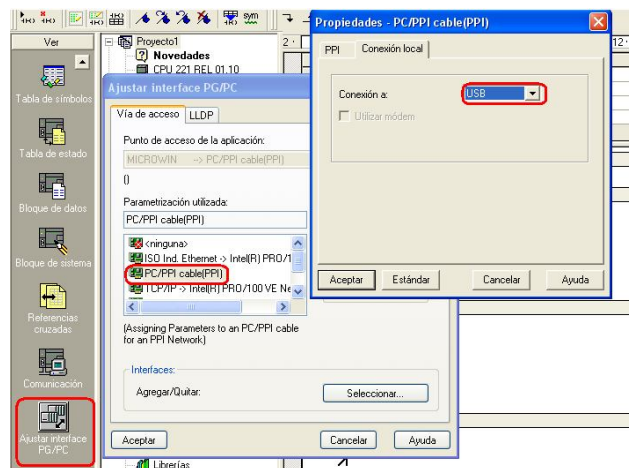 sym
Ver
Tabla de símbolos
Tabla de estado
Bloque de datos
Bloque de sistema
Referencias
cruzadas
Comunicación
Ajustar interface
PG/PC
Proyecto1
Novedades
CPU 221 REL 01.10
Librerías
2
12
Ajustar interface PG/PC
Vía de acceso
LLDP
Punto de acceso de la aplicación:
MICROWIN -> PC/PPI cable(PPI)
()
Parametrización utilizada:
PC/PPI cable(PPI)
<ninguna>
ISO Ind. Ethernet -> Intel(R) PRO/1
PC/PPI cable(PPI)
TCP/IP -> Intel(R) PRO/100 VE Ne
(Assigning Parameters to an PC/PPI cable
for an PPI Network)
Interfaces:
Agregar/Quitar:
Seleccionar...
Aceptar
Cancelar
Ayuda
Propiedades - PC/PPI cable(PPI)
PPI
Conexión local
Conexión a:
USB
Utilizar módem
Aceptar
Estándar
Cancelar
Ayuda